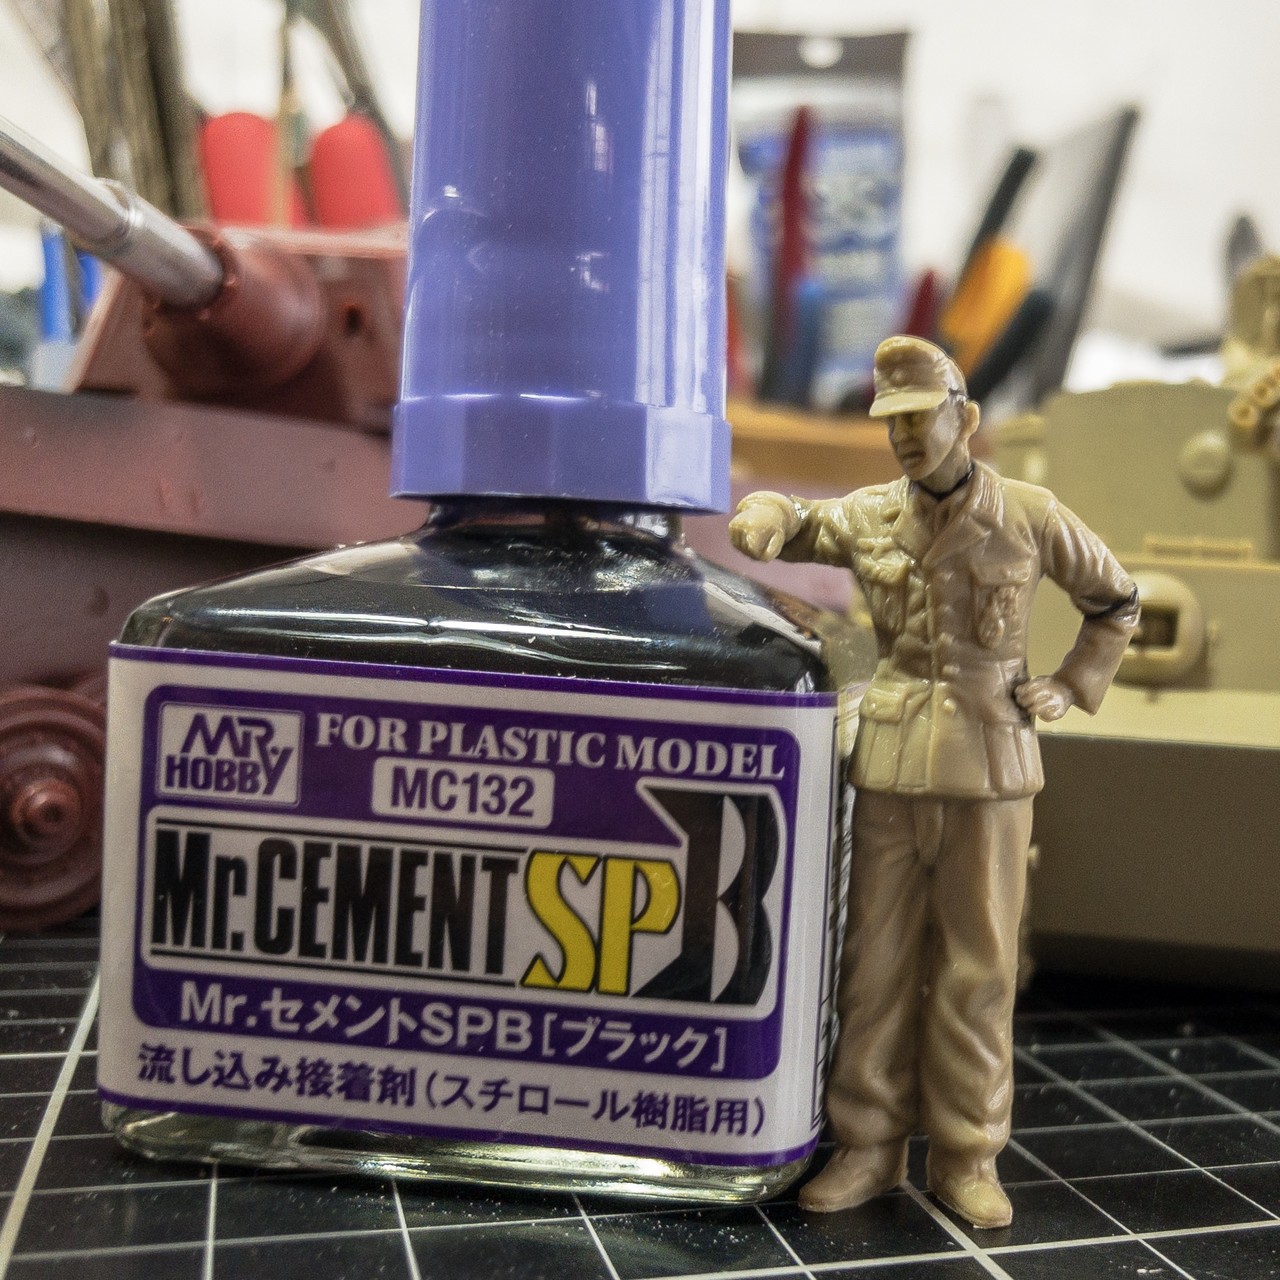 MR HOBBY
FOR PLASTIC MODEL
MC132
Mr.CEMENT SPB
Mr.セメントSPB[ブラック]
流し込み接着剤(スチロール樹脂用)